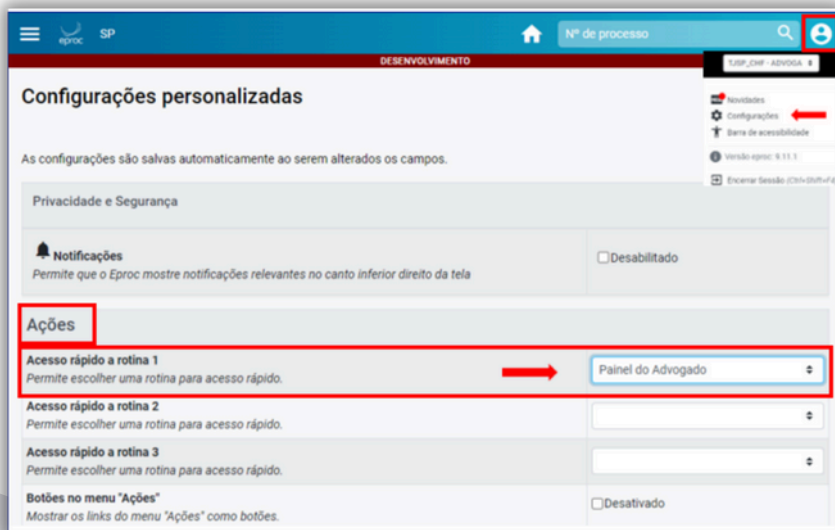 eproc SP Nº de processo
DESENVOLVIMENTO
TJSP_CHF - ADVOGA
Novidades
Configurações
Barra de acessibilidade
Versão eproc: 9.11.1
Encerrar Sessão (Ctrl+Shift+F
Configurações personalizadas
As configurações são salvas automaticamente ao serem alterados os campos.
Privacidade e Segurança
Notificações
Permite que o Eproc mostre notificações relevantes no canto inferior direito da tela
Desabilitado
Ações
Acesso rápido a rotina 1
Permite escolher uma rotina para acesso rápido.
Painel do Advogado
Acesso rápido a rotina 2
Permite escolher uma rotina para acesso rápido.
Acesso rápido a rotina 3
Permite escolher uma rotina para acesso rápido.
Botões no menu "Ações"
Mostrar os links do menu "Ações" como botões.
Desativado